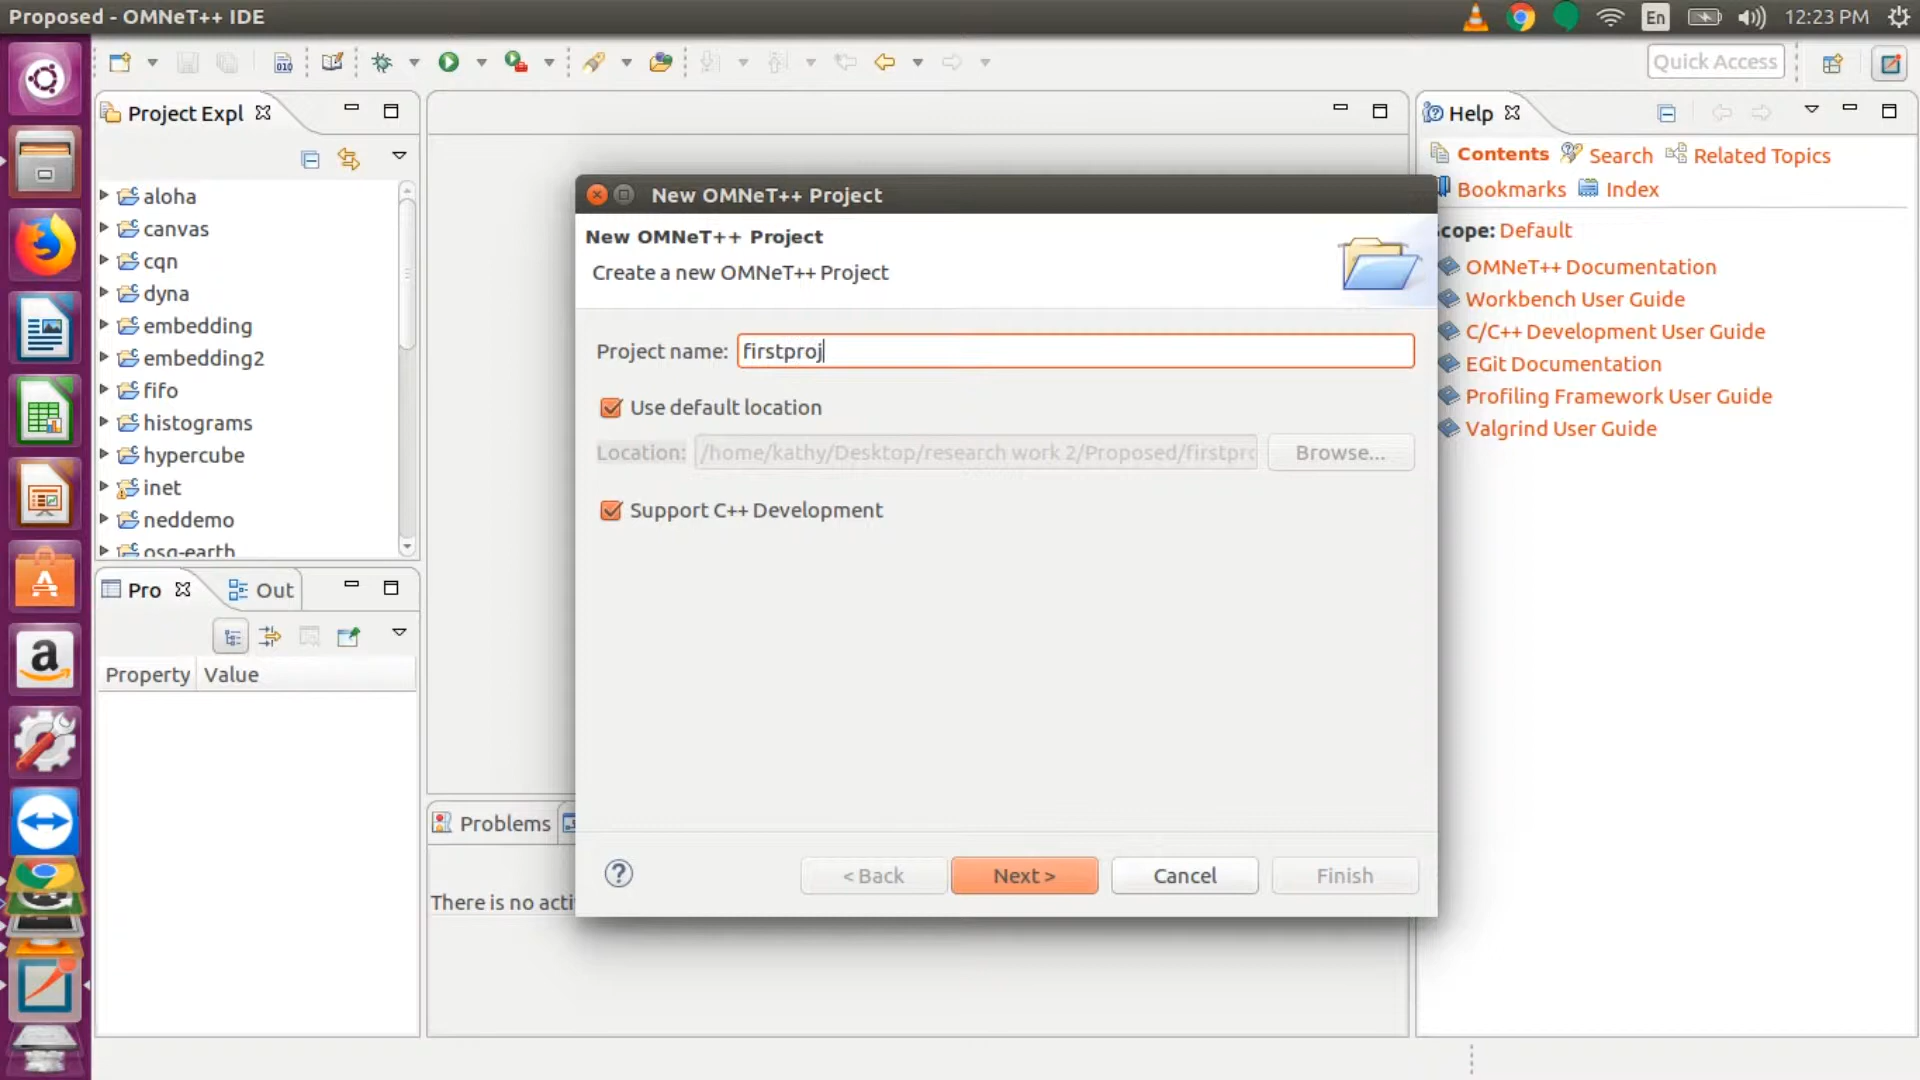 Proposed - OMNeT++ IDE
En
12:23 PM
Quick Access
Project Expl
aloha
canvas
cqn
dyna
embedding
embedding2
fifo
histograms
hypercube
inet
neddemo
osg-earth
Pro
Out
Property
Value
Problems
There is no acti
New OMNeT++ Project
New OMNeT++ Project
Create a new OMNeT++ Project
Project name: firstproj
Use default location
Location: /home/kathy/Desktop/research work 2/Proposed/firstpro
Browse...
Support C++ Development
< Back
Next >
Cancel
Finish
Help
Contents
Search
Related Topics
Bookmarks
Index
cope: Default
OMNeT++ Documentation
Workbench User Guide
C/C++ Development User Guide
EGit Documentation
Profiling Framework User Guide
Valgrind User Guide